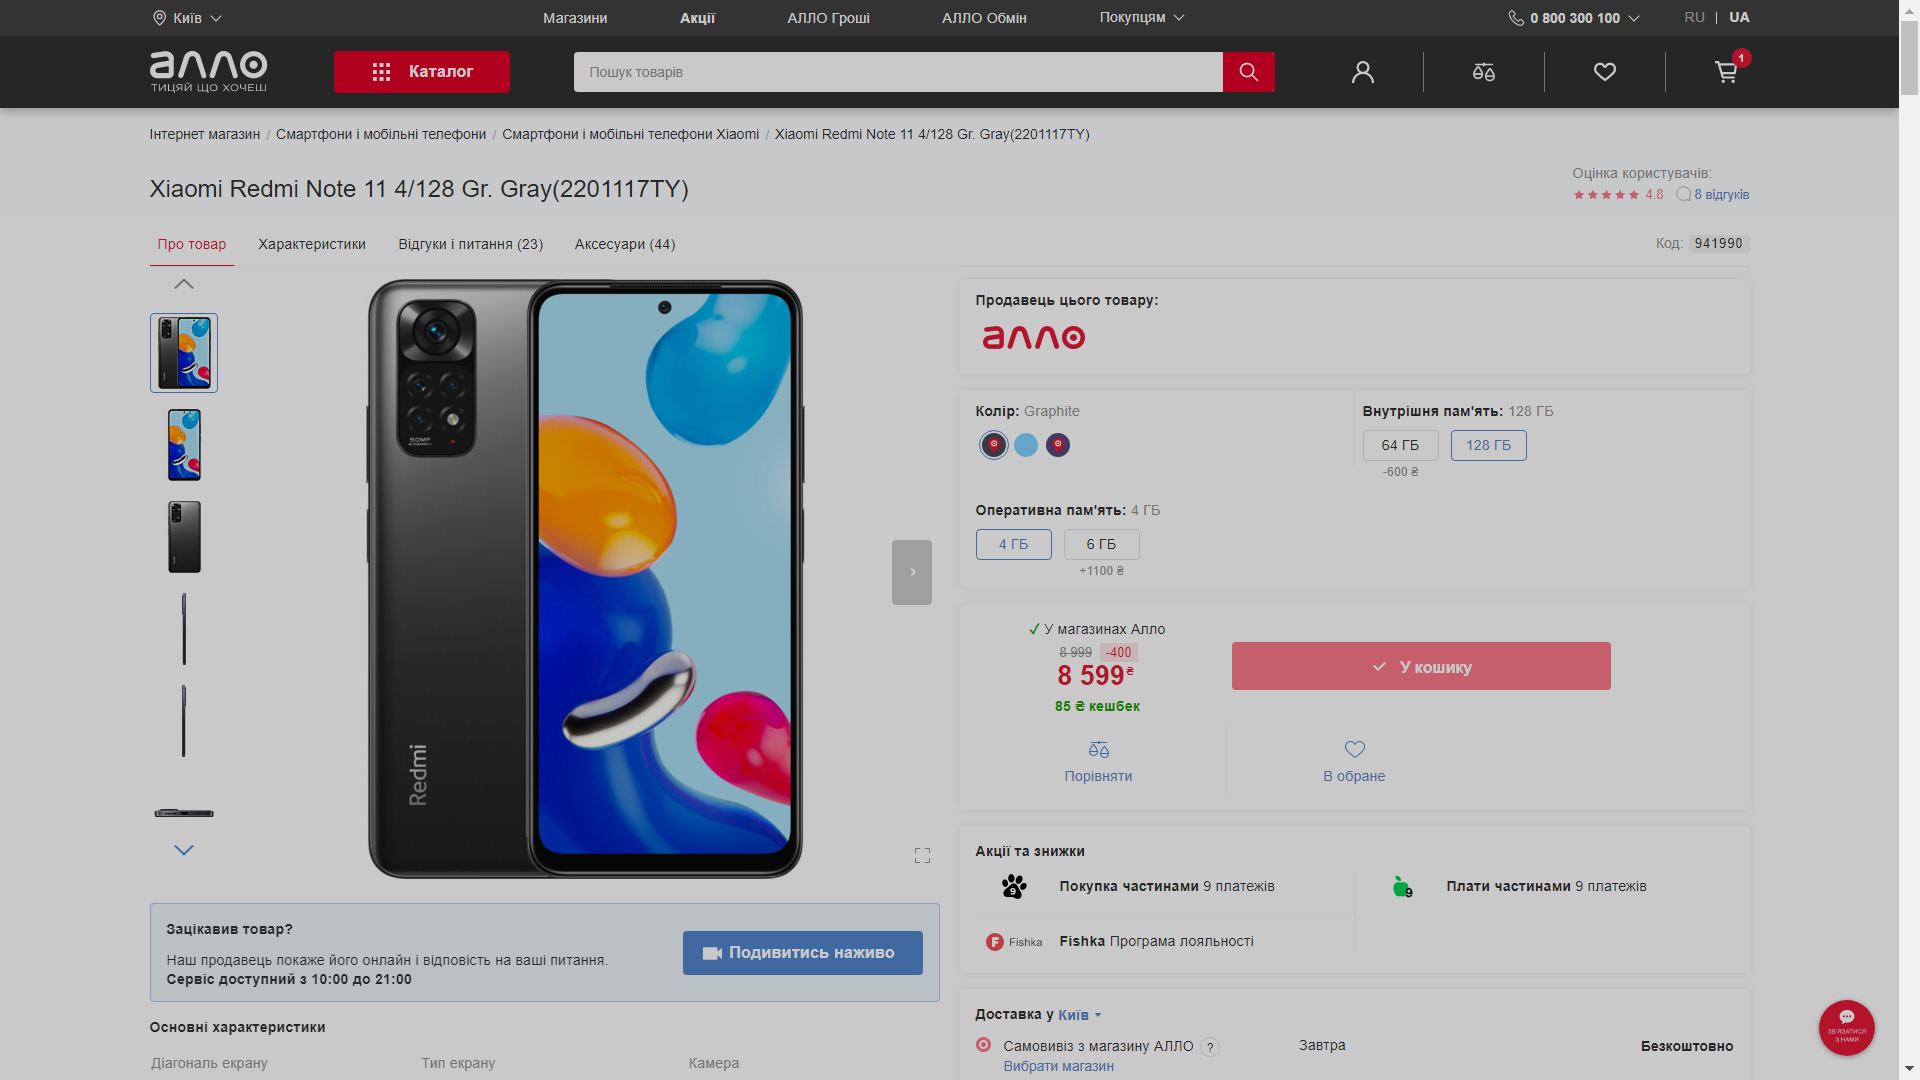 Київ
Магазини
Акції
АЛЛО Гроші
АЛЛО Обмін
Покупцям
0 800 300 100
RU | UA
алло
ТИЦЯЙ ЩО ХОЧЕШ
Каталог
Пошук товарів
1
Інтернет магазин / Смартфони і мобільні телефони / Смартфони і мобільні телефони Xiaomi / Xiaomi Redmi Note 11 4/128 Gr. Gray(2201117TY)
Xiaomi Redmi Note 11 4/128 Gr. Gray(2201117TY)
Оцінка користувачів:
4.8 8 відгуків
Про товар
Характеристики
Відгуки і питання (23)
Аксесуари (44)
Код: 941990
50MP
Redmi
Продавець цього товару:
алло
Колір: Graphite
Внутрішня пам'ять: 128 ГБ
64 ГБ
128 ГБ
-600 ₴
Оперативна пам'ять: 4 ГБ
4 ГБ
6 ГБ
+1100 ₴
У магазинах Алло
8 999 -400
8 599₴
85 ₴ кешбек
У кошику
Порівняти
В обране
Акції та знижки
9
Покупка частинами 9 платежів
9
Плати частинами 9 платежів
Fishka
Fishka Програма лояльності
Зацікавив товар?
Наш продавець покаже його онлайн і відповість на ваші питання.
Сервіс доступний з 10:00 до 21:00
Подивитись наживо
Основні характеристики
Діагональ екрану
Тип екрану
Камера
Доставка у Київ
Самовивіз з магазину АЛЛО ?
Завтра
Безкоштовно
Вибрати магазин
ЗВ'ЯЗАТИСЯ
З НАМИ